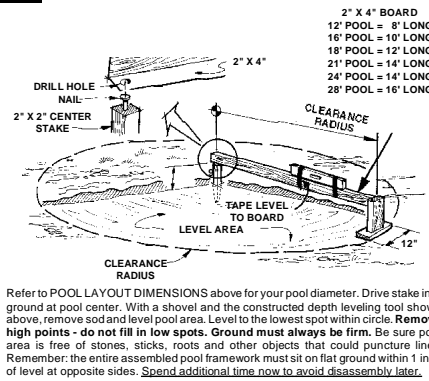 2" X 4" BOARD
12' POOL = 8' LONG
16' POOL = 10' LONG
18' POOL = 12' LONG
21' POOL = 14' LONG
24' POOL = 14' LONG
28' POOL = 16' LONG
2" X 4"
DRILL HOLE
NAIL
2" X 2" CENTER
STAKE
CLEARANCE
RADIUS
TAPE LEVEL
TO BOARD
LEVEL AREA
12"
CLEARANCE
RADIUS
Refer to POOL LAYOUT DIMENSIONS above for your pool diameter. Drive stake in
ground at pool center. With a shovel and the constructed depth leveling tool show
above, remove sod and level pool area. Level to the lowest spot within circle. Remov
high points - do not fill in low spots. Ground must always be firm. Be sure po
area is free of stones, sticks, roots and other objects that could puncture line
Remember: the entire assembled pool framework must sit on flat ground within 1 in
of level at opposite sides. Spend additional time now to avoid disassembly later.